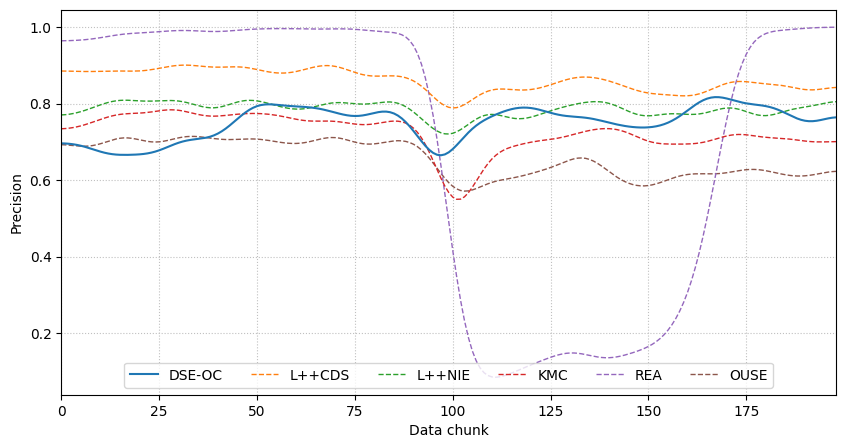 1.0
0.8
0.6
0.4
0.2
Precision
DSE-OC L++CDS L++NIE KMC REA OUSE
0 25 50 75 100 125 150 175
Data chunk